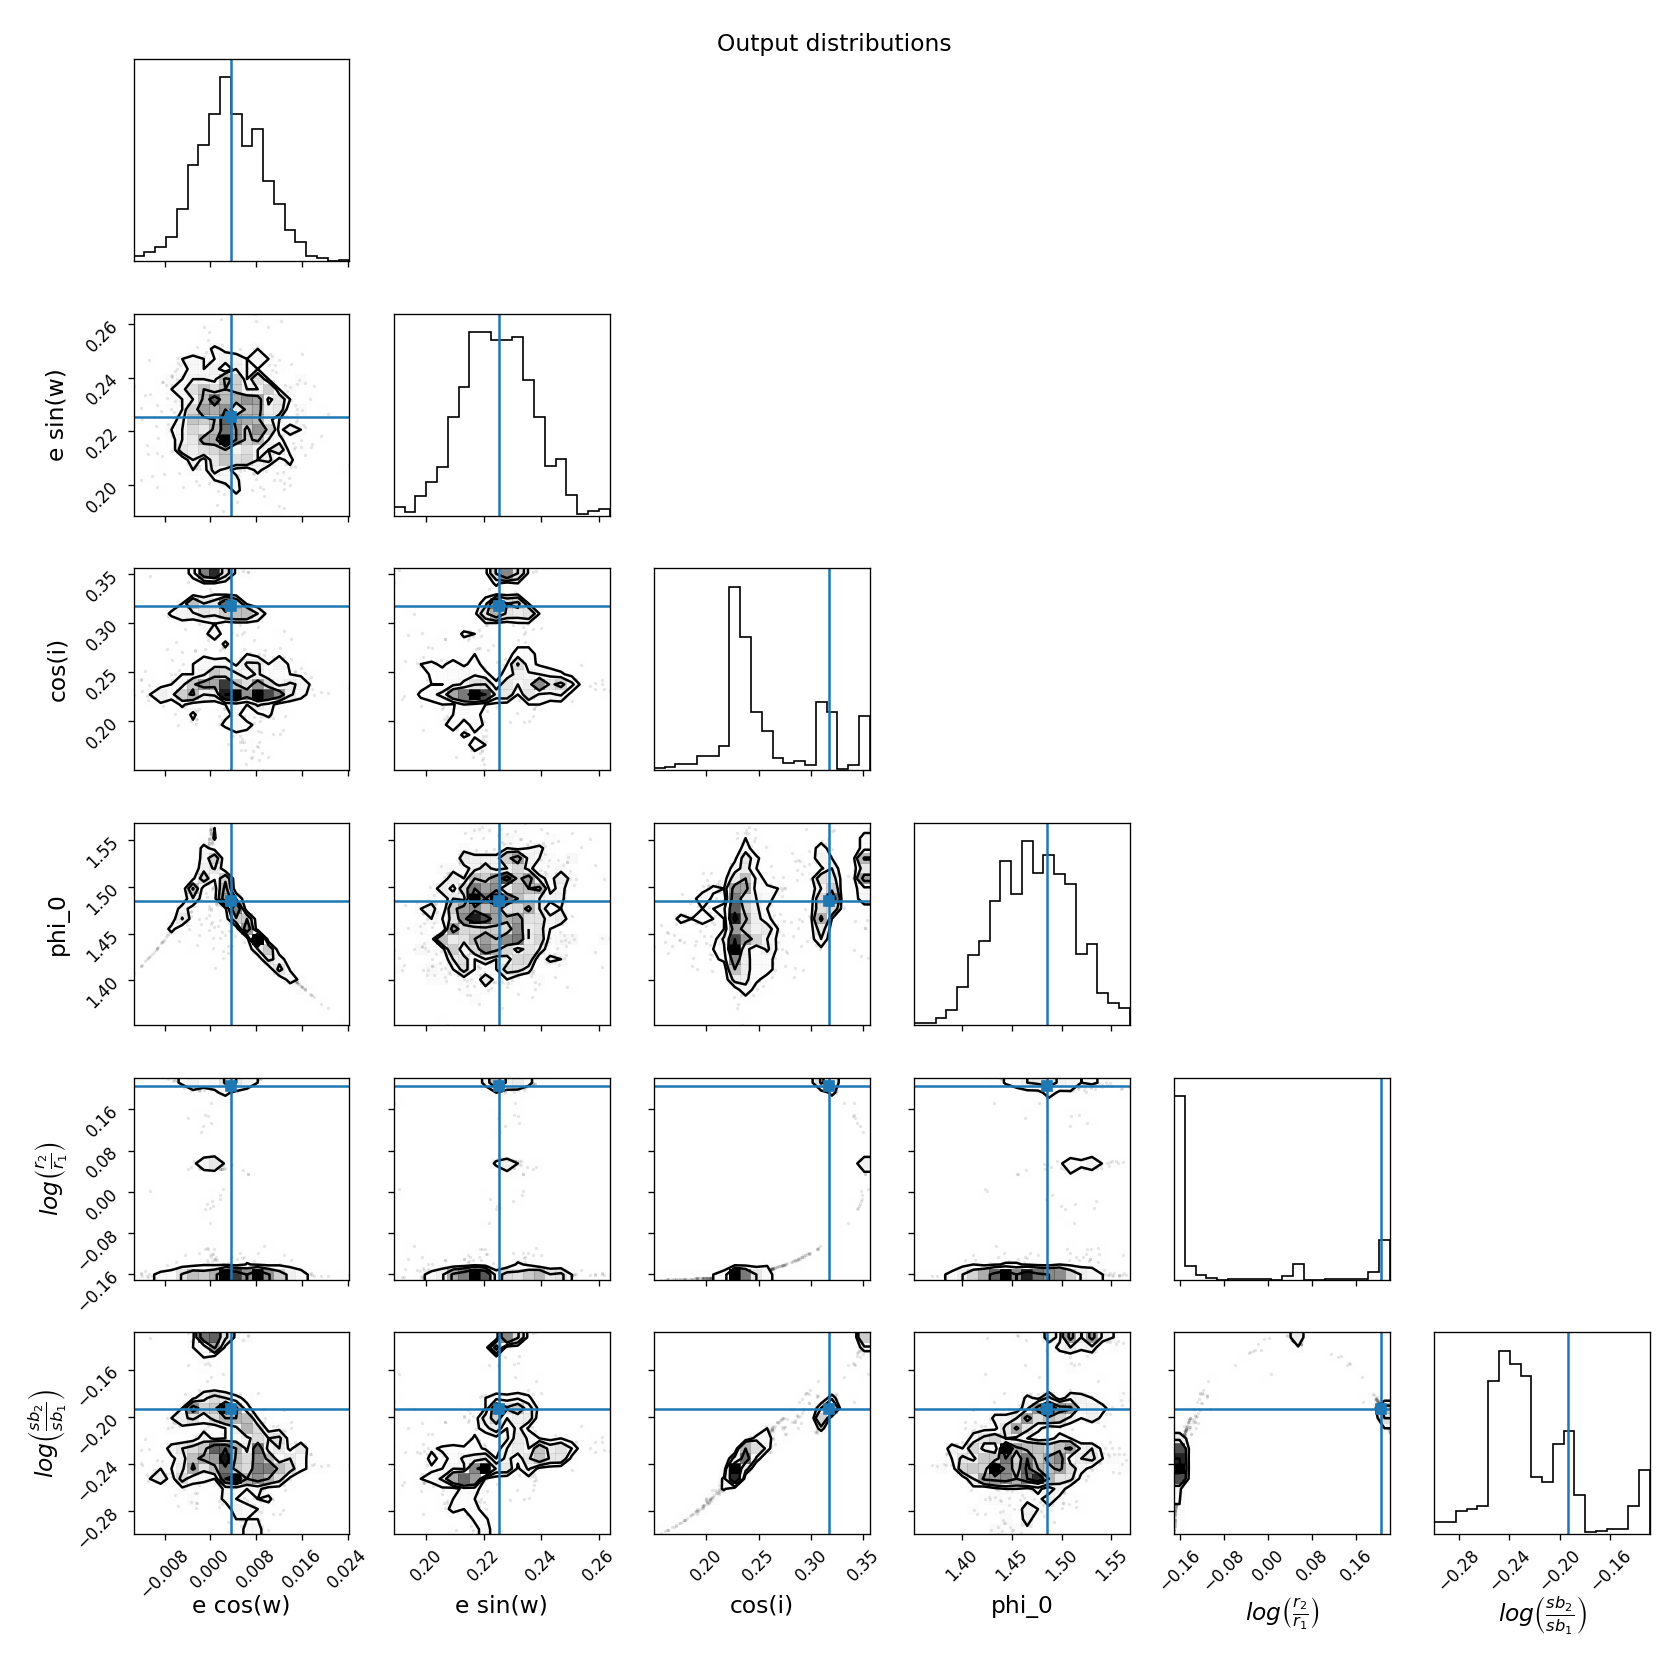 Output distributions
0.26
0.24
0.22
0.20
e sin(w)
0.35
0.30
0.25
0.20
cos(i)
1.55
1.50
1.45
1.40
phi_0
0.16
0.08
0.00
−0.08
−0.16
log(r₂/r₁)
−0.16
−0.20
−0.24
−0.28
log(sb₂/sb₁)
−0.008 0.000 0.008 0.016 0.024
0.20 0.22 0.24 0.26
0.20 0.25 0.30 0.35
1.40 1.45 1.50 1.55
−0.16 −0.08 0.00 0.08 0.16
−0.28 −0.24 −0.20 −0.16
e cos(w) e sin(w) cos(i) phi_0 log(r₂/r₁) log(sb₂/sb₁)